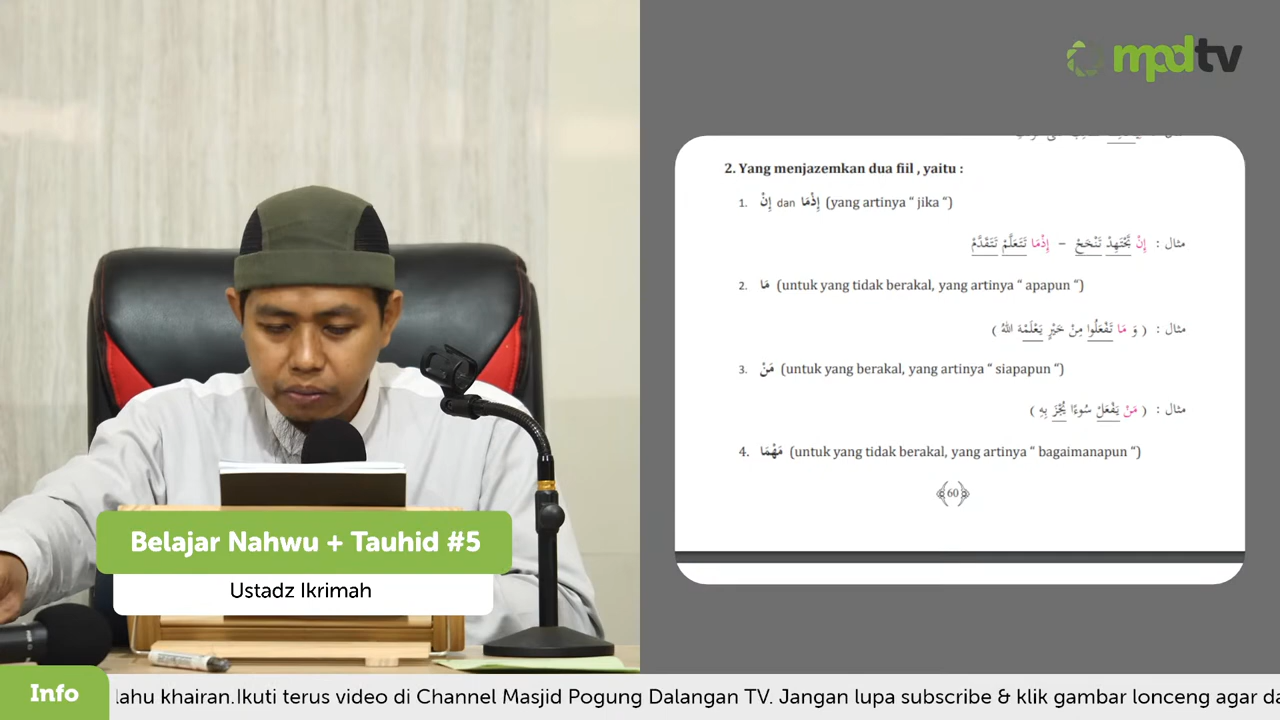 mpdtv
2. Yang menjazemkan dua fiil , yaitu :
1. إِنْ dan إِذْمَا (yang artinya “ jika “)
مثال : إِنْ تَجْتَهِدْ تَنْجَحْ – إِذْمَا تَتَعَلَّمْ تَتَقَدَّمْ
2. مَا (untuk yang tidak berakal, yang artinya “ apapun “)
مثال : ( وَ مَا تَفْعَلُوا مِنْ خَيْرٍ يَعْلَمْهُ اللهُ )
3. مَنْ (untuk yang berakal, yang artinya “ siapapun “)
مثال : ( مَنْ يَفْعَلْ سُوءًا يُجْزَ بِهِ )
4. مَهْمَا (untuk yang tidak berakal, yang artinya “ bagaimanapun “)
60
Belajar Nahwu + Tauhid #5
Ustadz Ikrimah
Info
lahu khairan.Ikuti terus video di Channel Masjid Pogung Dalangan TV. Jangan lupa subscribe & klik gambar lonceng agar da